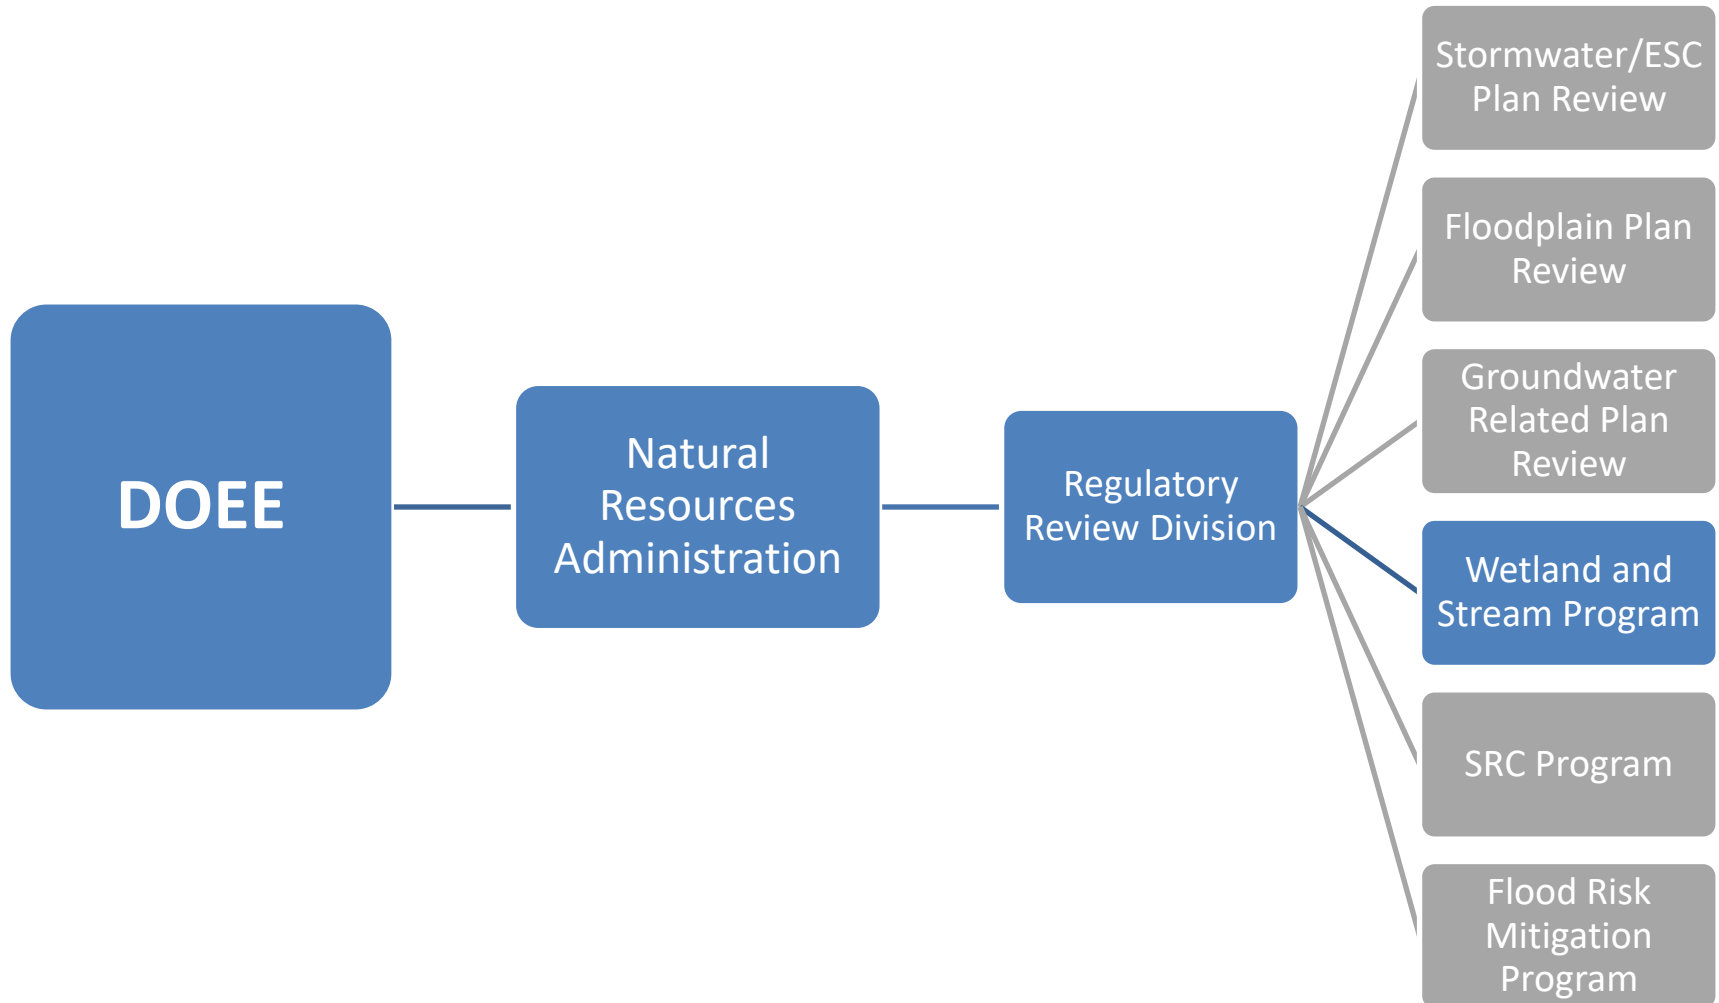 DOEE
Natural
Resources
Administration
Regulatory
Review Division
Stormwater/ESC
Plan Review
Floodplain Plan
Review
Groundwater
Related Plan
Review
Wetland and
Stream Program
SRC Program
Flood Risk
Mitigation
Program